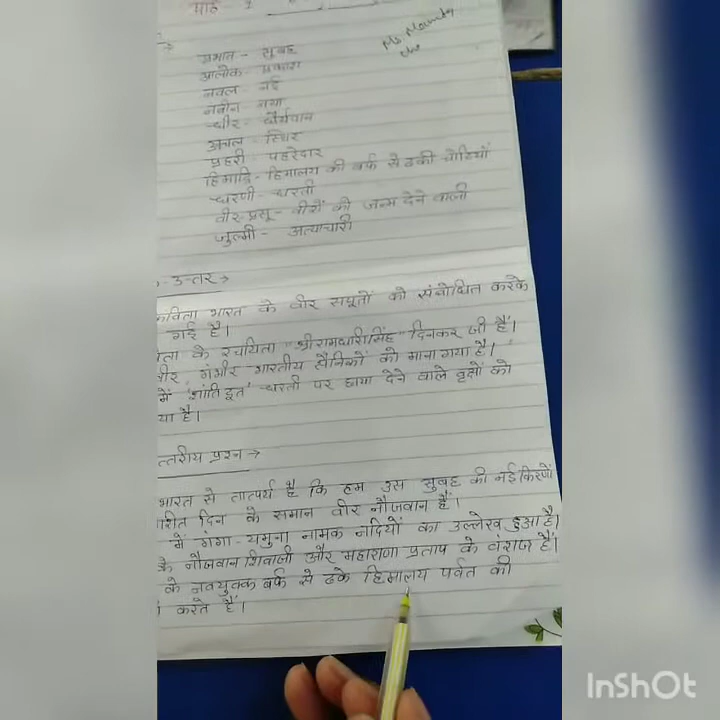 पाठ 1
प्रभात - सुबह
आलोक - प्रकाश
नवल - नई
नवीन - नया
धीर - धैर्यवान
अचल - स्थिर
प्रहरी - पहरेदार
हिमाद्रि - हिमालय की बर्फ से ढकी चोटियाँ
धरणी - धरती
वीर-प्रसू - वीरों को जन्म देने वाली
जुल्मी - अत्याचारी
उत्तर →
कविता भारत के वीर सपूतों को संबोधित करके
गई है।
के रचयिता "श्री रामधारी सिंह" दिनकर जी हैं।
गंभीर भारतीय सैनिकों को माना गया है।
में 'शांति दूत' धरती पर छाया देने वाले वृक्षों को
या है।
त्तरीय प्रश्न →
भारत से तात्पर्य है कि हम उस सुबह की नई किरणों
दिन के समान वीर नौजवान हैं।
में गंगा - यमुना नामक नदियों का उल्लेख हुआ है।
के नौजवान शिवाजी और महाराणा प्रताप के वंशज हैं।
के नवयुवक बर्फ से ढके हिमालय पर्वत की
करते हैं।
InShOt